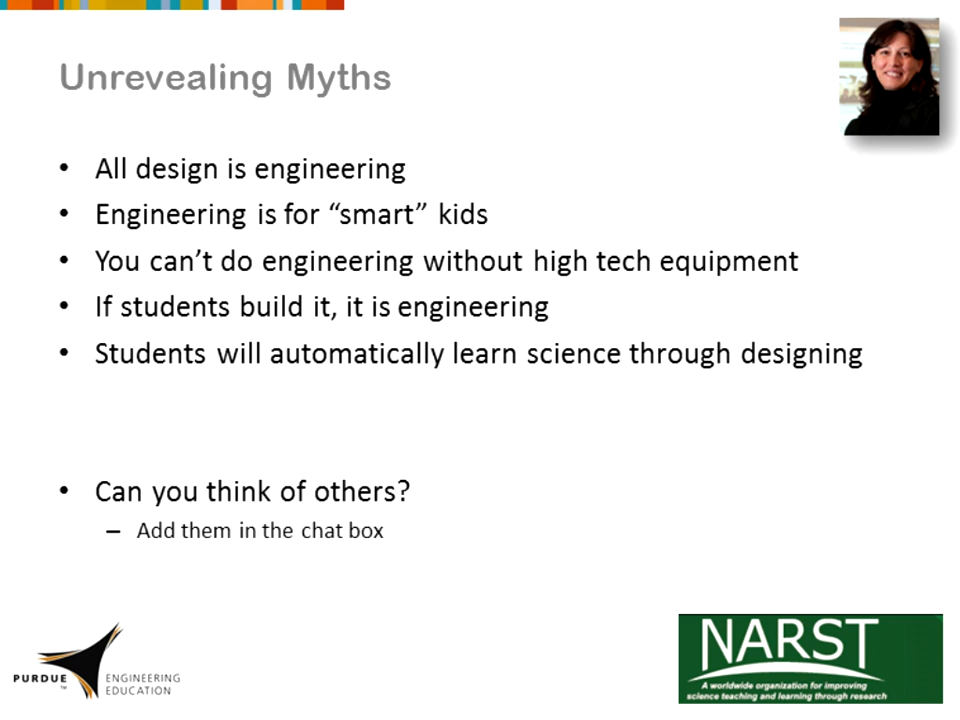 Unrevealing Myths
• All design is engineering
• Engineering is for “smart” kids
• You can’t do engineering without high tech equipment
• If students build it, it is engineering
• Students will automatically learn science through designing
• Can you think of others?
– Add them in the chat box
PURDUE ™
ENGINEERING
EDUCATION
NARST
A worldwide organization for improving
science teaching and learning through research